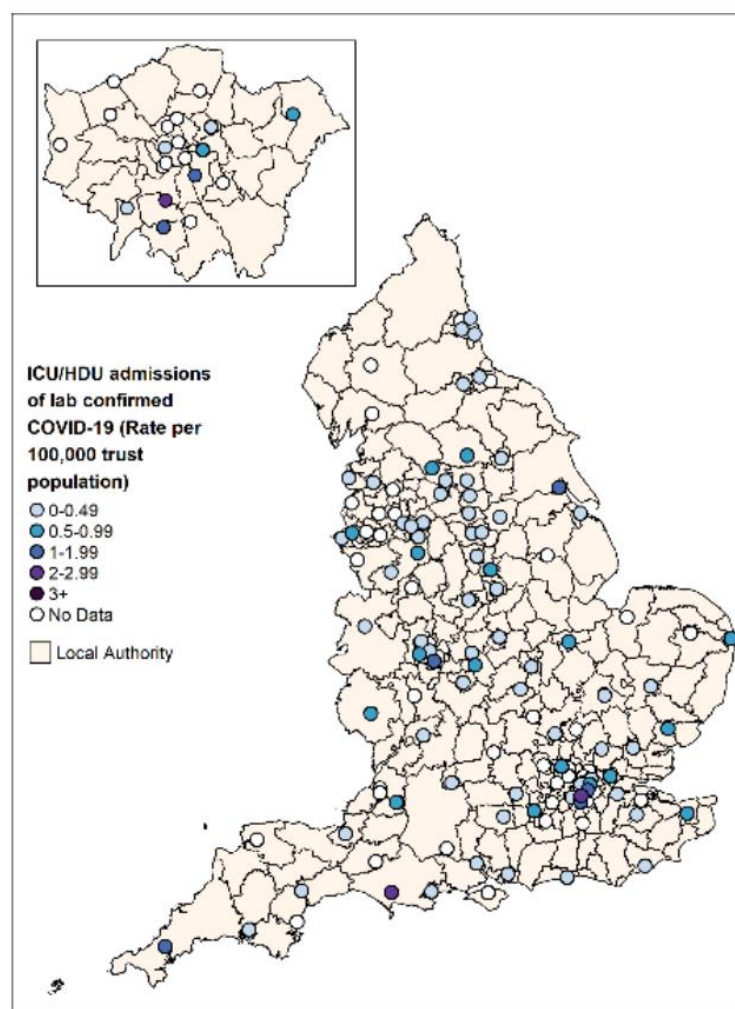 ICU/HDU admissions
of lab confirmed
COVID-19 (Rate per
100,000 trust
population)
0-0.49
0.5-0.99
1-1.99
2-2.99
3+
No Data
Local Authority